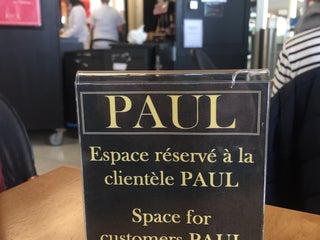 PAUL
Espace réservé à la
clientèle PAUL
Space for
customers PAUL